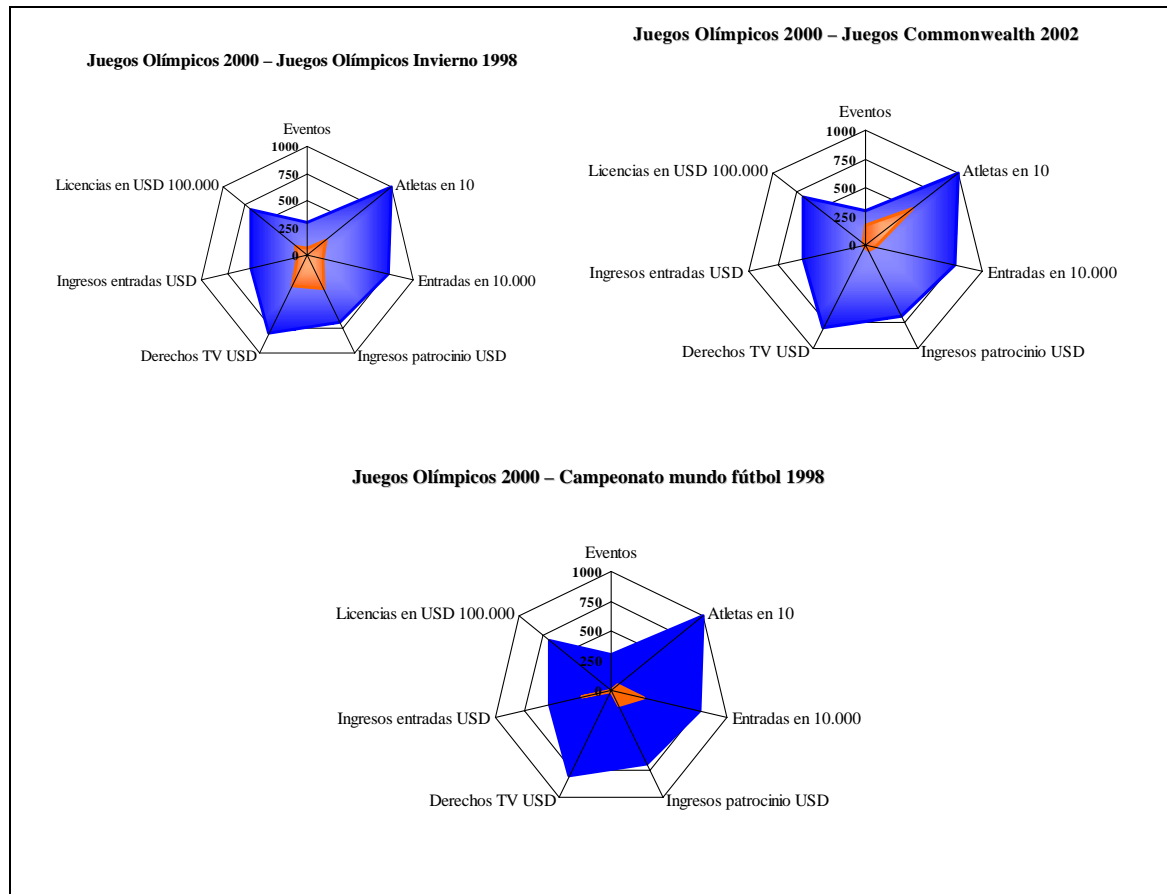 Juegos Olímpicos 2000 – Juegos Olímpicos Invierno 1998
Eventos
1000
750
500
250
0
Licencias en USD 100.000
Atletas en 10
Ingresos entradas USD
Entradas en 10.000
Derechos TV USD
Ingresos patrocinio USD
Juegos Olímpicos 2000 – Juegos Commonwealth 2002
Eventos
1000
750
500
250
0
Licencias en USD 100.000
Atletas en 10
Ingresos entradas USD
Entradas en 10.000
Derechos TV USD
Ingresos patrocinio USD
Juegos Olímpicos 2000 – Campeonato mundo fútbol 1998
Eventos
1000
750
500
250
0
Licencias en USD 100.000
Atletas en 10
Ingresos entradas USD
Entradas en 10.000
Derechos TV USD
Ingresos patrocinio USD